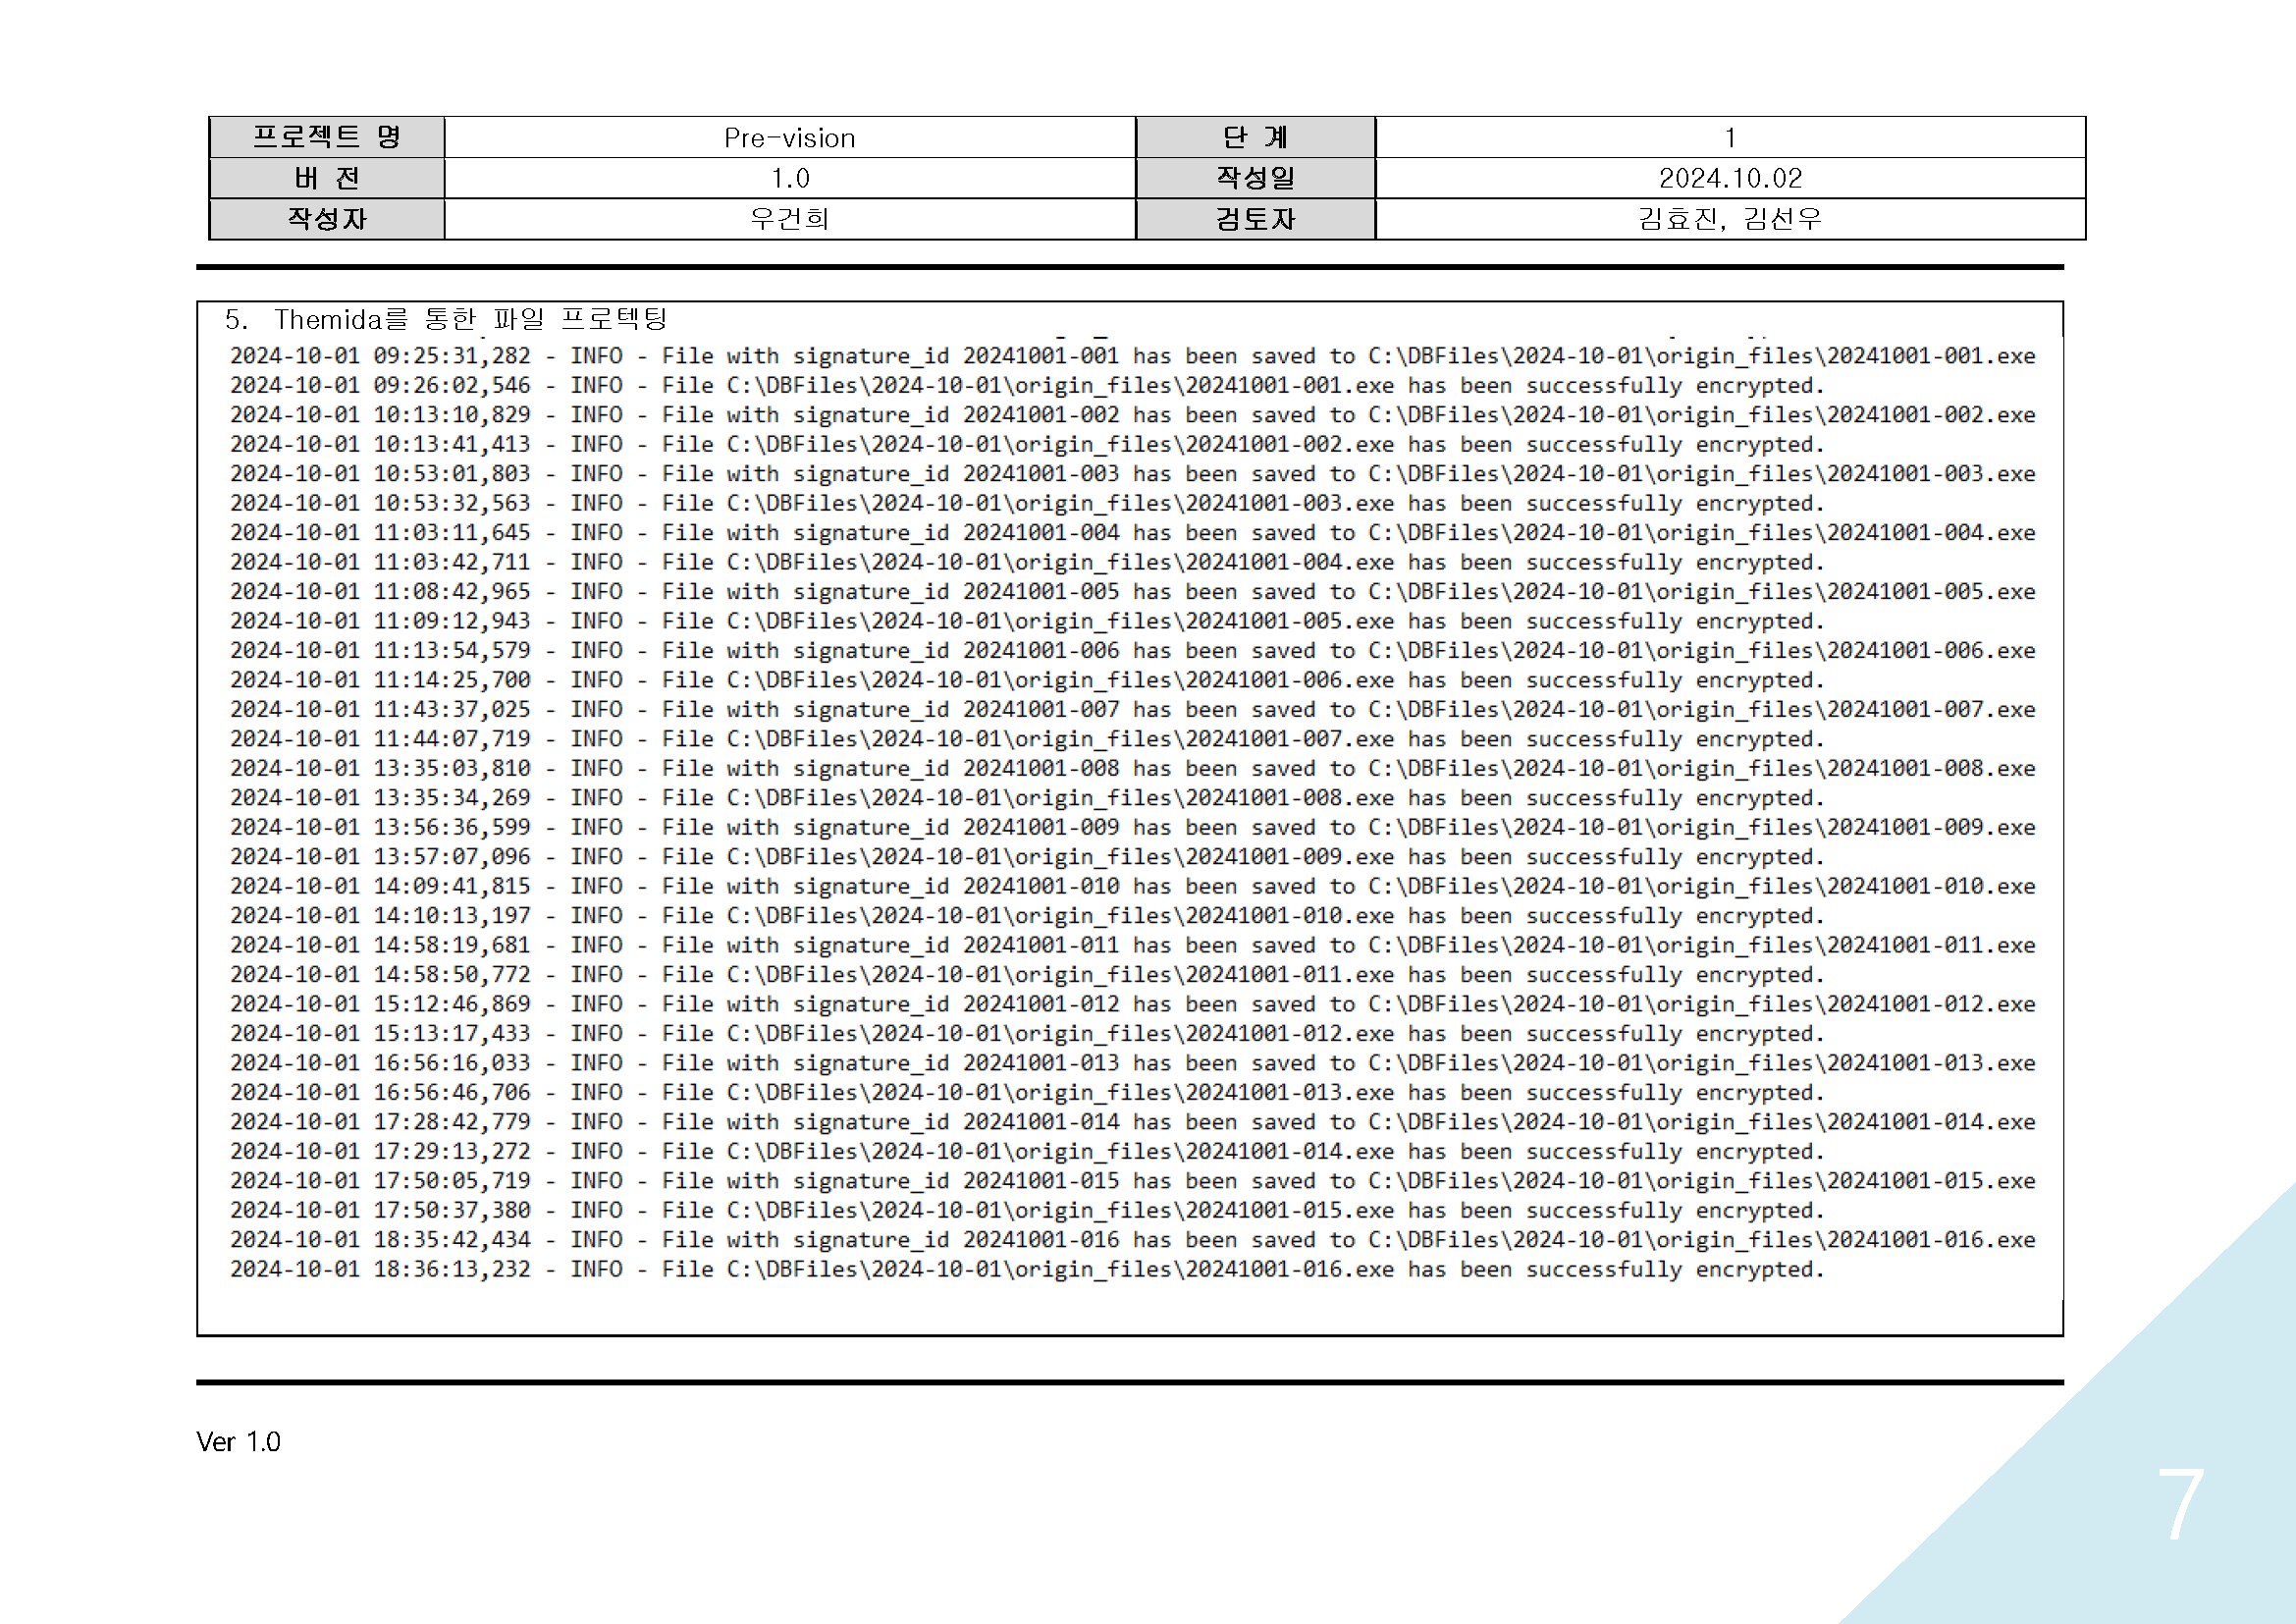 프로젝트 명 Pre-vision 단 계 1
버 전 1.0 작성일 2024.10.02
작성자 우건희 검토자 김효진, 김선우
5. Themida를 통한 파일 프로텍팅
2024-10-01 09:25:31,282 - INFO - File with signature_id 20241001-001 has been saved to C:\DBFiles\2024-10-01\origin_files\20241001-001.exe
2024-10-01 09:26:02,546 - INFO - File C:\DBFiles\2024-10-01\origin_files\20241001-001.exe has been successfully encrypted.
2024-10-01 10:13:10,829 - INFO - File with signature_id 20241001-002 has been saved to C:\DBFiles\2024-10-01\origin_files\20241001-002.exe
2024-10-01 10:13:41,413 - INFO - File C:\DBFiles\2024-10-01\origin_files\20241001-002.exe has been successfully encrypted.
2024-10-01 10:53:01,803 - INFO - File with signature_id 20241001-003 has been saved to C:\DBFiles\2024-10-01\origin_files\20241001-003.exe
2024-10-01 10:53:32,563 - INFO - File C:\DBFiles\2024-10-01\origin_files\20241001-003.exe has been successfully encrypted.
2024-10-01 11:03:11,645 - INFO - File with signature_id 20241001-004 has been saved to C:\DBFiles\2024-10-01\origin_files\20241001-004.exe
2024-10-01 11:03:42,711 - INFO - File C:\DBFiles\2024-10-01\origin_files\20241001-004.exe has been successfully encrypted.
2024-10-01 11:08:42,965 - INFO - File with signature_id 20241001-005 has been saved to C:\DBFiles\2024-10-01\origin_files\20241001-005.exe
2024-10-01 11:09:12,943 - INFO - File C:\DBFiles\2024-10-01\origin_files\20241001-005.exe has been successfully encrypted.
2024-10-01 11:13:54,579 - INFO - File with signature_id 20241001-006 has been saved to C:\DBFiles\2024-10-01\origin_files\20241001-006.exe
2024-10-01 11:14:25,700 - INFO - File C:\DBFiles\2024-10-01\origin_files\20241001-006.exe has been successfully encrypted.
2024-10-01 11:43:37,025 - INFO - File with signature_id 20241001-007 has been saved to C:\DBFiles\2024-10-01\origin_files\20241001-007.exe
2024-10-01 11:44:07,719 - INFO - File C:\DBFiles\2024-10-01\origin_files\20241001-007.exe has been successfully encrypted.
2024-10-01 13:35:03,810 - INFO - File with signature_id 20241001-008 has been saved to C:\DBFiles\2024-10-01\origin_files\20241001-008.exe
2024-10-01 13:35:34,269 - INFO - File C:\DBFiles\2024-10-01\origin_files\20241001-008.exe has been successfully encrypted.
2024-10-01 13:56:36,599 - INFO - File with signature_id 20241001-009 has been saved to C:\DBFiles\2024-10-01\origin_files\20241001-009.exe
2024-10-01 13:57:07,096 - INFO - File C:\DBFiles\2024-10-01\origin_files\20241001-009.exe has been successfully encrypted.
2024-10-01 14:09:41,815 - INFO - File with signature_id 20241001-010 has been saved to C:\DBFiles\2024-10-01\origin_files\20241001-010.exe
2024-10-01 14:10:13,197 - INFO - File C:\DBFiles\2024-10-01\origin_files\20241001-010.exe has been successfully encrypted.
2024-10-01 14:58:19,681 - INFO - File with signature_id 20241001-011 has been saved to C:\DBFiles\2024-10-01\origin_files\20241001-011.exe
2024-10-01 14:58:50,772 - INFO - File C:\DBFiles\2024-10-01\origin_files\20241001-011.exe has been successfully encrypted.
2024-10-01 15:12:46,869 - INFO - File with signature_id 20241001-012 has been saved to C:\DBFiles\2024-10-01\origin_files\20241001-012.exe
2024-10-01 15:13:17,433 - INFO - File C:\DBFiles\2024-10-01\origin_files\20241001-012.exe has been successfully encrypted.
2024-10-01 16:56:16,033 - INFO - File with signature_id 20241001-013 has been saved to C:\DBFiles\2024-10-01\origin_files\20241001-013.exe
2024-10-01 16:56:46,706 - INFO - File C:\DBFiles\2024-10-01\origin_files\20241001-013.exe has been successfully encrypted.
2024-10-01 17:28:42,779 - INFO - File with signature_id 20241001-014 has been saved to C:\DBFiles\2024-10-01\origin_files\20241001-014.exe
2024-10-01 17:29:13,272 - INFO - File C:\DBFiles\2024-10-01\origin_files\20241001-014.exe has been successfully encrypted.
2024-10-01 17:50:05,719 - INFO - File with signature_id 20241001-015 has been saved to C:\DBFiles\2024-10-01\origin_files\20241001-015.exe
2024-10-01 17:50:37,380 - INFO - File C:\DBFiles\2024-10-01\origin_files\20241001-015.exe has been successfully encrypted.
2024-10-01 18:35:42,434 - INFO - File with signature_id 20241001-016 has been saved to C:\DBFiles\2024-10-01\origin_files\20241001-016.exe
2024-10-01 18:36:13,232 - INFO - File C:\DBFiles\2024-10-01\origin_files\20241001-016.exe has been successfully encrypted.
Ver 1.0
7